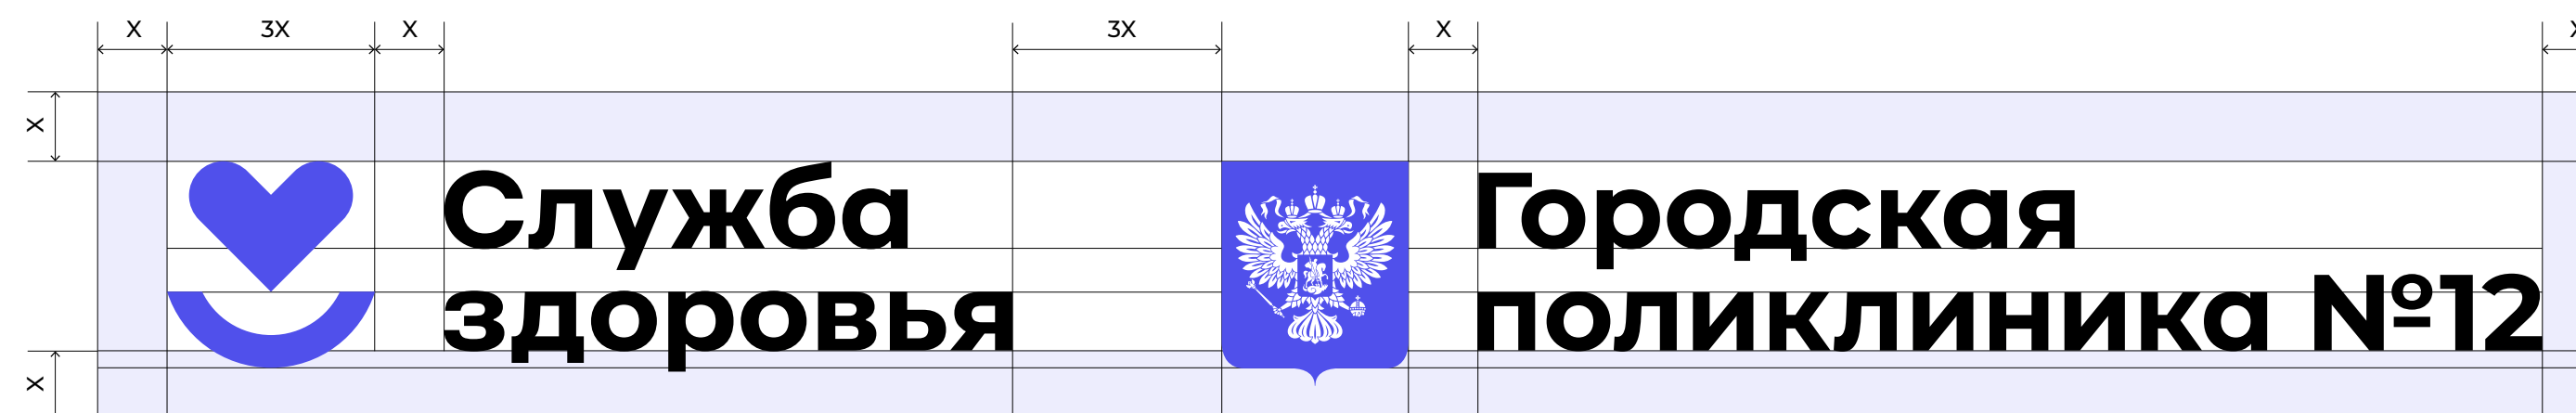 X 3X X 3X X X
X
Служба
здоровья
Городская
поликлиника №12
X